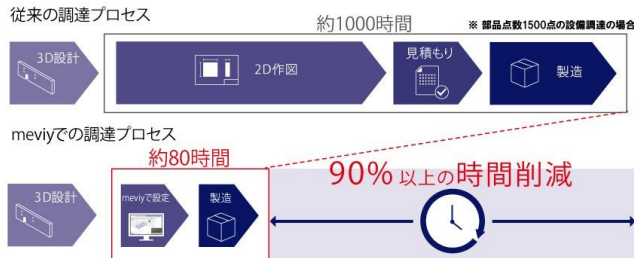 従来の調達プロセス
約1000時間
※ 部品点数1500点の設備調達の場合
3D設計
2D作図
見積もり
製造
meviyでの調達プロセス
約80時間
3D設計
meviyで設定
製造
90%以上の時間削減